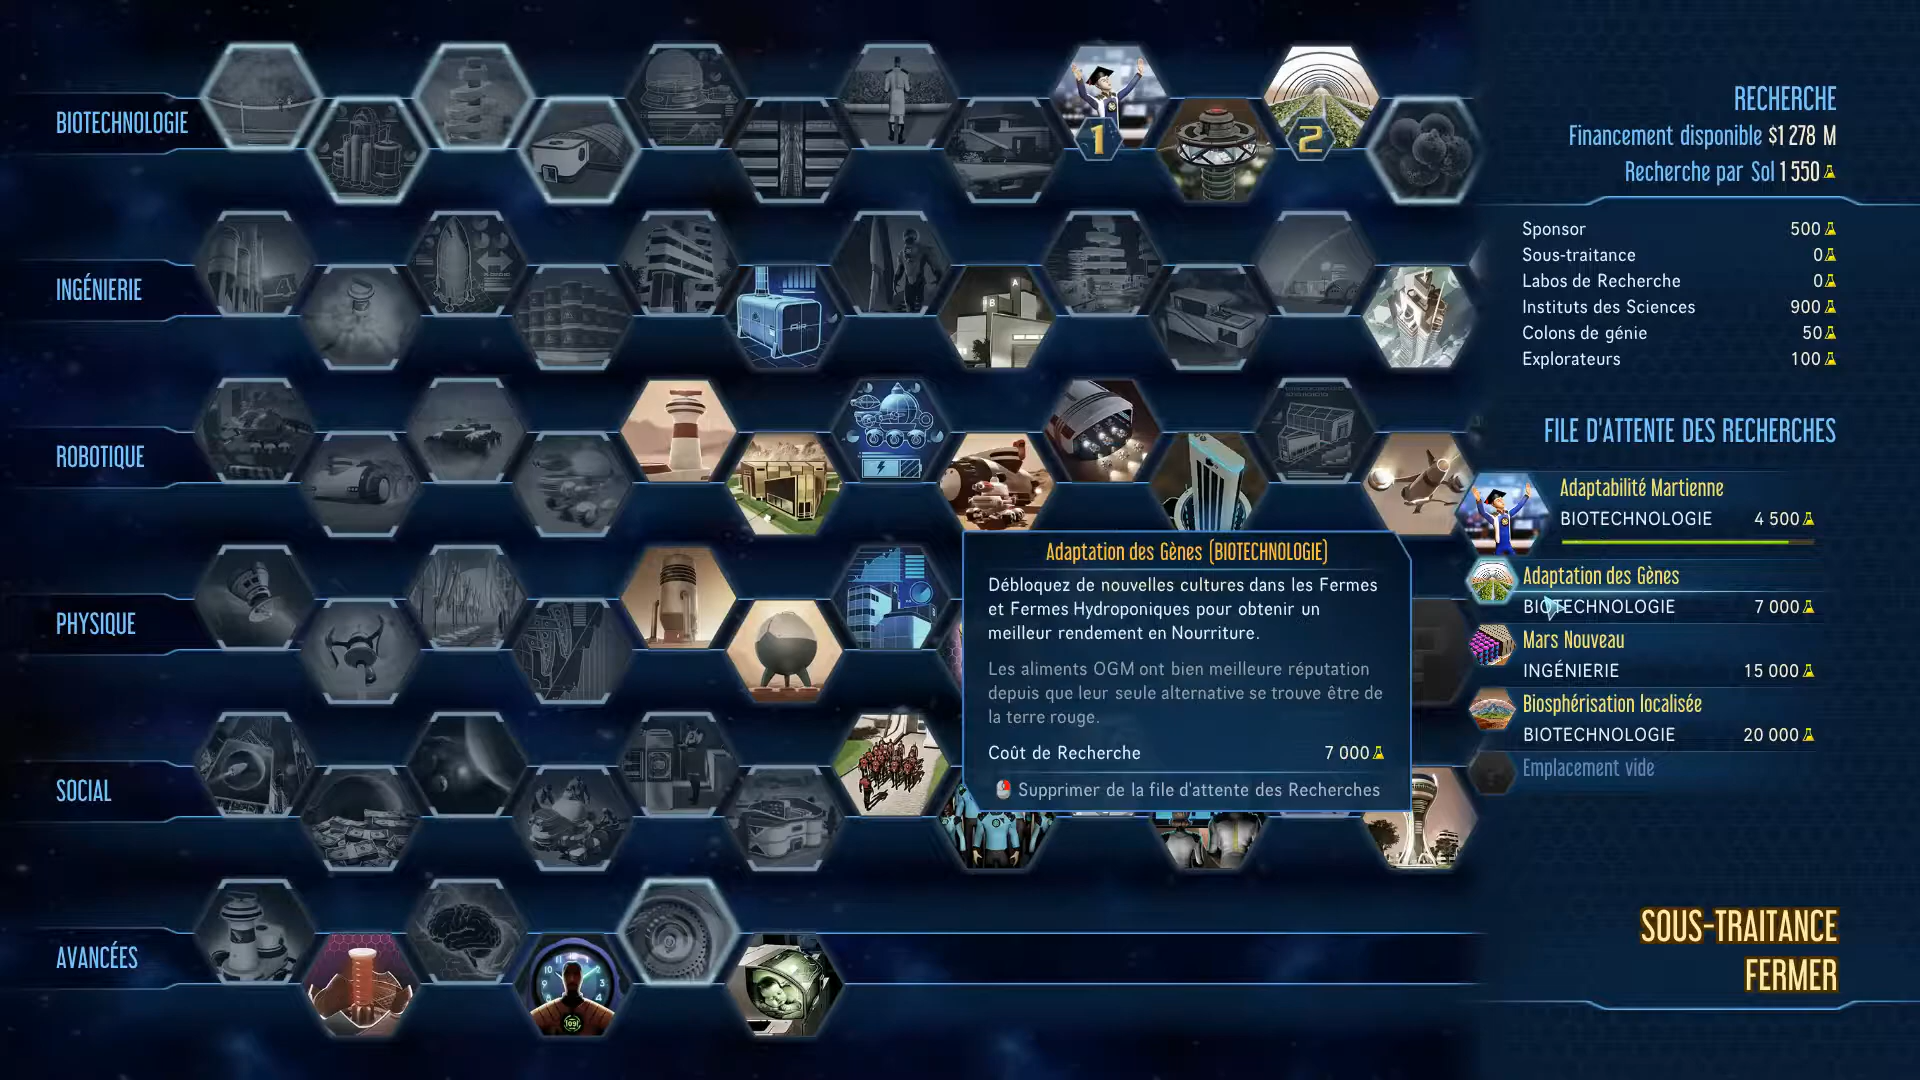 BIOTECHNOLOGIE
1
2
INGÉNIERIE
ROBOTIQUE
PHYSIQUE
SOCIAL
AVANCÉES
RECHERCHE
Financement disponible $1 278 M
Recherche par Sol 1 550
Sponsor 500
Sous-traitance 0
Labos de Recherche 0
Instituts des Sciences 900
Colons de génie 50
Explorateurs 100
FILE D'ATTENTE DES RECHERCHES
Adaptabilité Martienne
BIOTECHNOLOGIE 4 500
Adaptation des Gènes
BIOTECHNOLOGIE 7 000
Mars Nouveau
INGÉNIERIE 15 000
Biosphérisation localisée
BIOTECHNOLOGIE 20 000
Emplacement vide
Adaptation des Gènes (BIOTECHNOLOGIE)
Débloquez de nouvelles cultures dans les Fermes
et Fermes Hydroponiques pour obtenir un
meilleur rendement en Nourriture.
Les aliments OGM ont bien meilleure réputation
depuis que leur seule alternative se trouve être de
la terre rouge.
Coût de Recherche 7 000
Supprimer de la file d'attente des Recherches
SOUS-TRAITANCE
FERMER